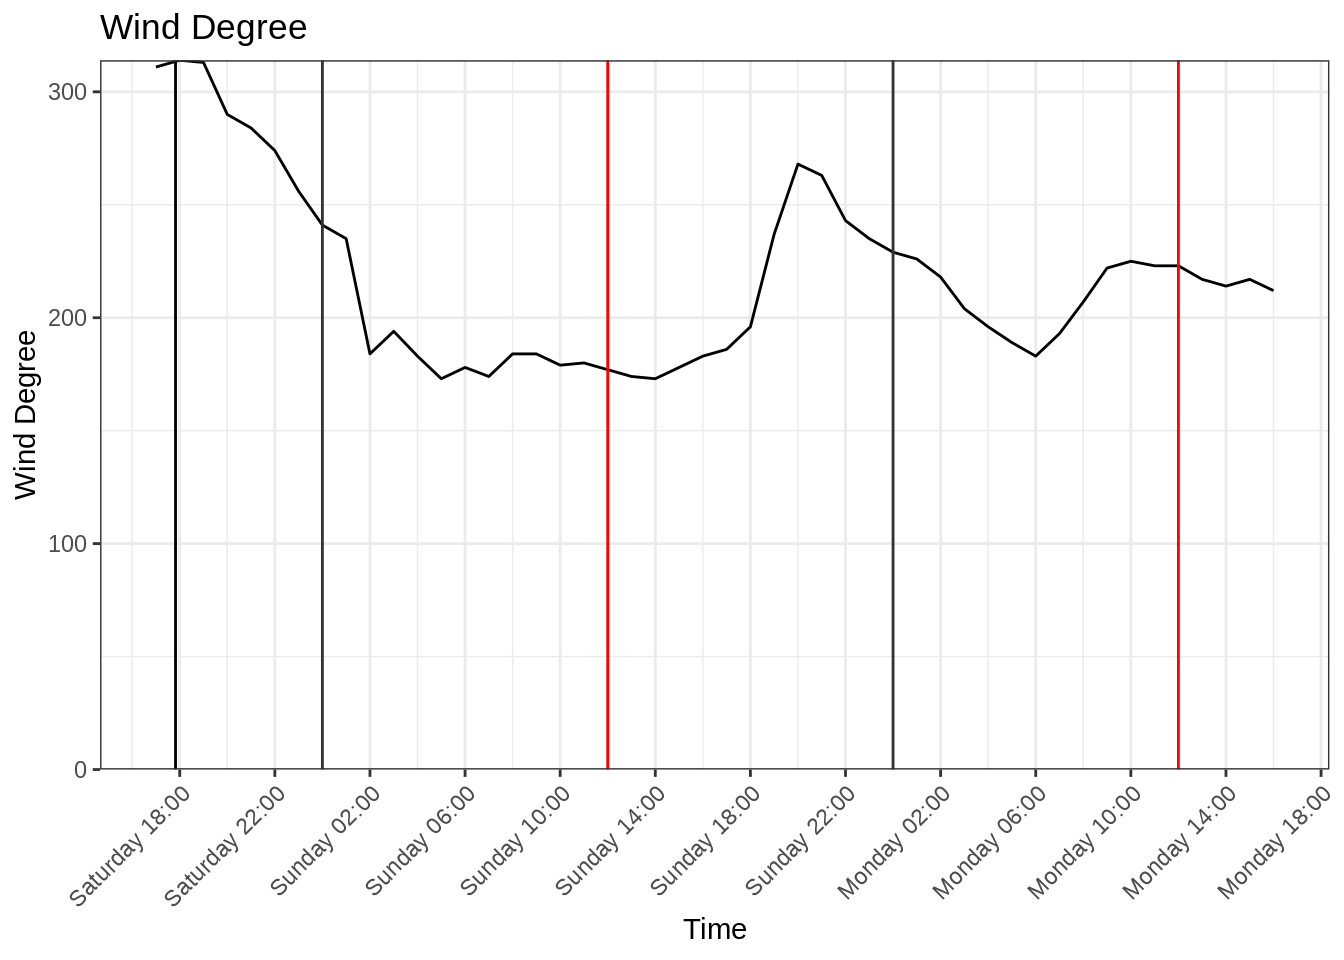 Wind Degree
Wind Degree
300
200
100
0
Saturday 18:00
Saturday 22:00
Sunday 02:00
Sunday 06:00
Sunday 10:00
Sunday 14:00
Sunday 18:00
Sunday 22:00
Monday 02:00
Monday 06:00
Monday 10:00
Monday 14:00
Monday 18:00
Time